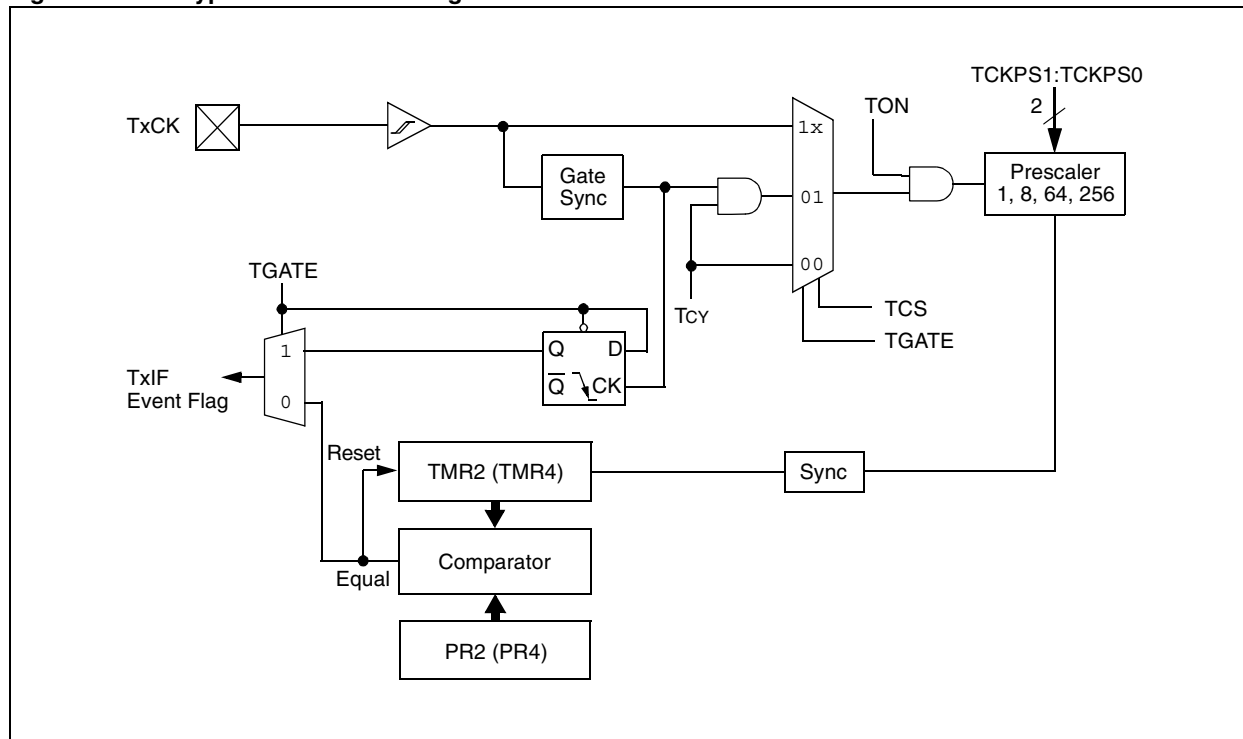 TCKPS1:TCKPS0
2
TON
TxCK
1x
Gate
Sync
01
Prescaler
1, 8, 64, 256
00
TGATE
TCY
TCS
TGATE
Q D
1
Q CK
TxIF
Event Flag
0
Reset
TMR2 (TMR4)
Sync
Comparator
Equal
PR2 (PR4)